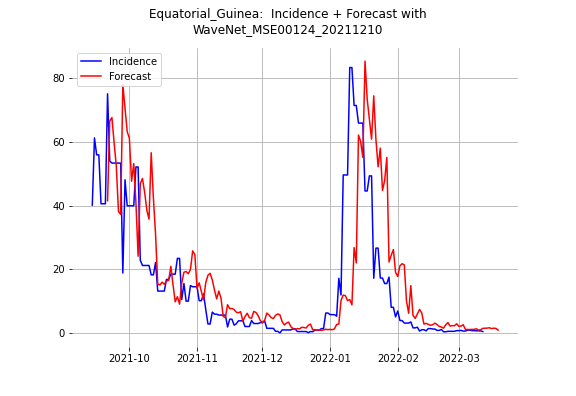 Equatorial_Guinea:  Incidence + Forecast with
WaveNet_MSE00124_20211210
Incidence
Forecast
80
60
40
20
0
2021-10
2021-11
2021-12
2022-01
2022-02
2022-03